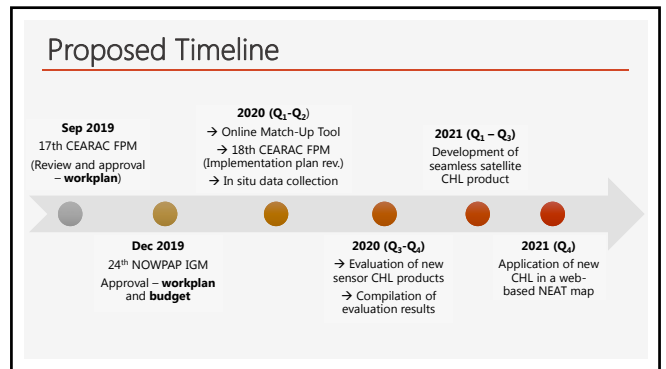 Proposed Timeline
Sep 2019
17th CEARAC FPM
(Review and approval
– workplan)
Dec 2019
24th NOWPAP IGM
Approval – workplan
and budget
2020 (Q1-Q2)
→ Online Match-Up Tool
→ 18th CEARAC FPM
(Implementation plan rev.)
→ In situ data collection
2020 (Q3-Q4)
→ Evaluation of new
sensor CHL products
→ Compilation of
evaluation results
2021 (Q1 – Q3)
Development of
seamless satellite
CHL product
2021 (Q4)
Application of new
CHL in a web-
based NEAT map